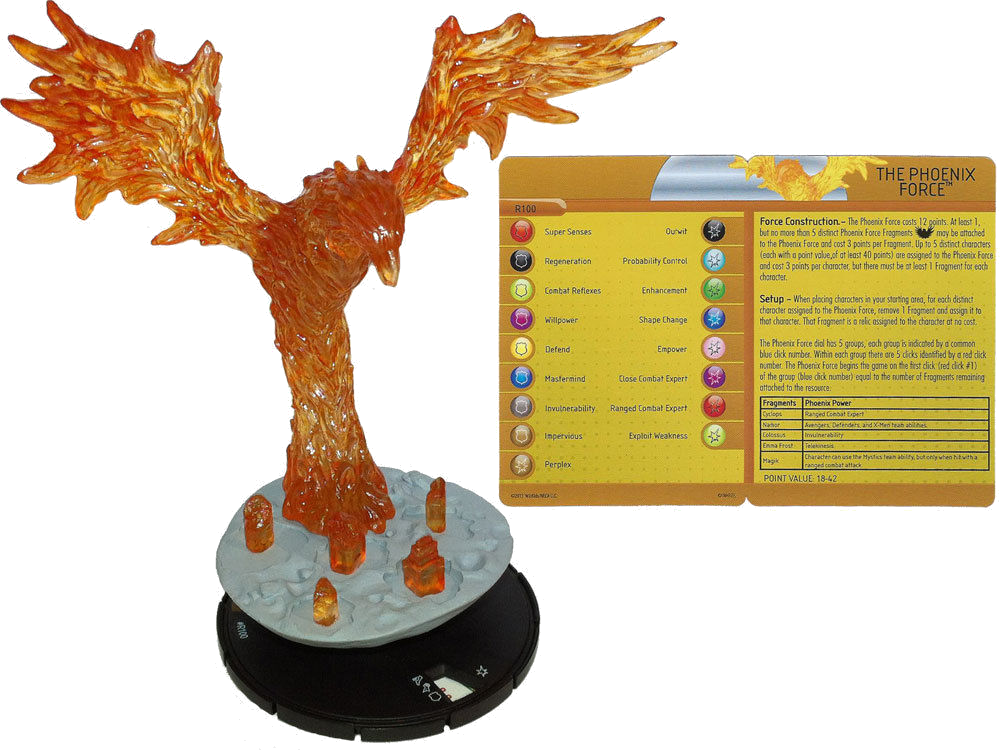 THE PHOENIX
FORCE™
R100
Super Senses
Outwit
Regeneration
Probability Control
Combat Reflexes
Enhancement
Willpower
Shape Change
Defend
Empower
Mastermind
Close Combat Expert
Invulnerability
Ranged Combat Expert
Impervious
Exploit Weakness
Perplex
Force Construction – The Phoenix Force costs 12 points. At least 1,
but no more than 5 distinct Phoenix Force Fragments may be attached
to the Phoenix Force and cost 3 points per Fragment. Up to 5 distinct characters
(each with a point value,of at least 40 points) are assigned to the Phoenix Force
and cost 3 points per character, but there must be at least 1 Fragment for each
character.
Setup – When placing characters in your starting area, for each distinct
character assigned to the Phoenix Force, remove 1 Fragment and assign it to
that character. That Fragment is a relic assigned to the character at no cost.
The Phoenix Force dial has 5 groups, each group is indicated by a common
blue click number. Within each group there are 5 clicks identified by a red click
number. The Phoenix Force begins the game on the first click (red click #1)
of the group (blue click number) equal to the number of Fragments remaining
attached to the resource.
Fragments Phoenix Power
Cyclops Ranged Combat Expert
Namor Avengers, Defenders, and X-Men team abilities.
Colossus Invulnerability
Emma Frost Telekinesis
Magik Character can use the Mystics team ability, but only when hit with a
ranged combat attack.
POINT VALUE: 18-42
#R100